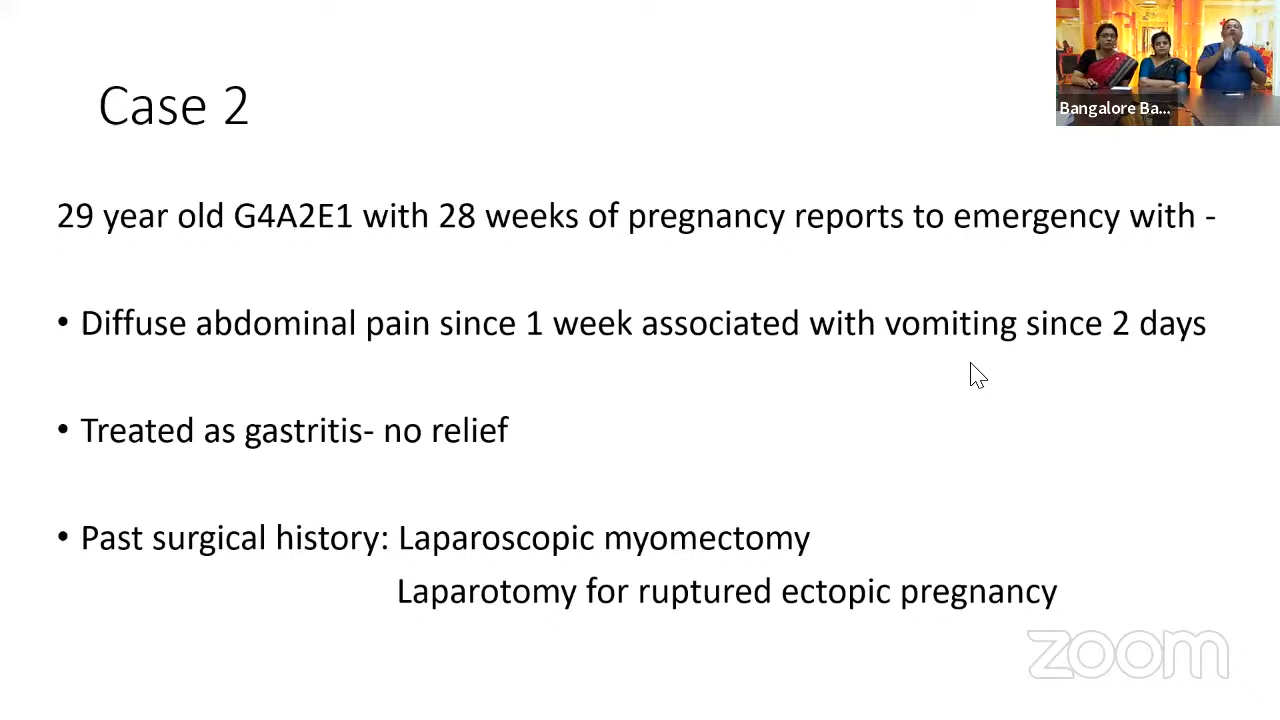 Bangalore Ba...
Case 2
29 year old G4A2E1 with 28 weeks of pregnancy reports to emergency with -
• Diffuse abdominal pain since 1 week associated with vomiting since 2 days
• Treated as gastritis- no relief
• Past surgical history: Laparoscopic myomectomy
Laparotomy for ruptured ectopic pregnancy
zoom